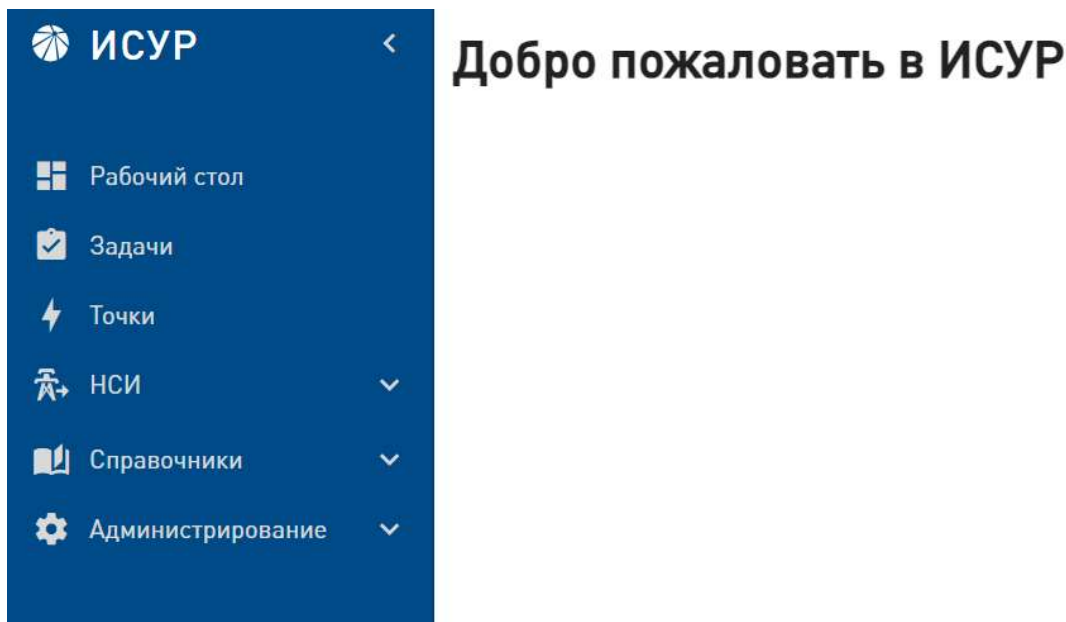 ИСУР
Добро пожаловать в ИСУР
Рабочий стол
Задачи
Точки
НСИ
Справочники
Администрирование